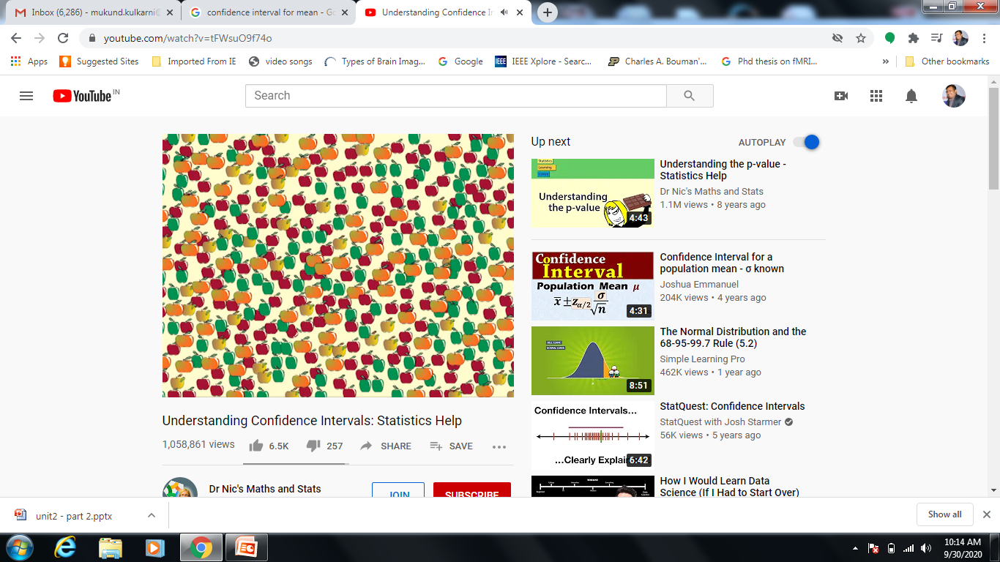 Inbox (6,286) - mukund.kulkarni@
confidence interval for mean - Go
Understanding Confidence In
youtube.com/watch?v=tFWsuO9f74o
Apps
Suggested Sites
Imported From IE
video songs
Types of Brain Imag...
Google
IEEE
IEEE Xplore - Searc...
Charles A. Bouman'...
Phd thesis on fMRI...
»
Other bookmarks
YouTube IN
Search
Up next
AUTOPLAY
Statistics
Learning
Understanding
the p-value
4:43
Understanding the p-value -
Statistics Help
Dr Nic's Maths and Stats
1.1M views • 8 years ago
Confidence
Interval
Population Mean μ
x̄ ± zα/2 σ/√n
4:31
Confidence Interval for a
population mean - σ known
Joshua Emmanuel
204K views • 4 years ago
BELL CURVE
NORMAL CURVE
8:51
The Normal Distribution and the
68-95-99.7 Rule (5.2)
Simple Learning Pro
462K views • 1 year ago
Confidence Intervals...
...Clearly Explai
6:42
StatQuest: Confidence Intervals
StatQuest with Josh Starmer
56K views • 5 years ago
How I Would Learn Data
Science (If I Had to Start Over)
Understanding Confidence Intervals: Statistics Help
1,058,861 views
6.5K
257
SHARE
SAVE
Dr Nic's Maths and Stats
JOIN
SUBSCRIBE
unit2 - part 2.pptx
Show all
10:14 AM
9/30/2020